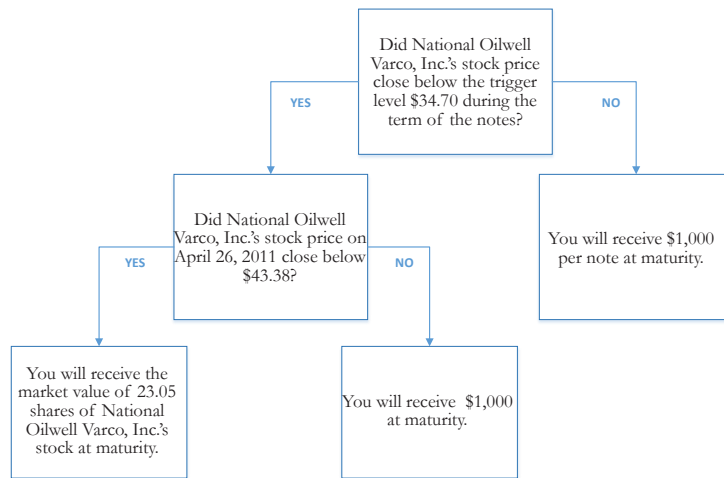 Did National Oilwell
Varco, Inc.'s stock price
close below the trigger
level $34.70 during the
term of the notes?
YES
NO
Did National Oilwell
Varco, Inc.'s stock price on
April 26, 2011 close below
$43.38?
You will receive $1,000
per note at maturity.
YES
NO
You will receive the
market value of 23.05
shares of National
Oilwell Varco, Inc.'s
stock at maturity.
You will receive $1,000
at maturity.